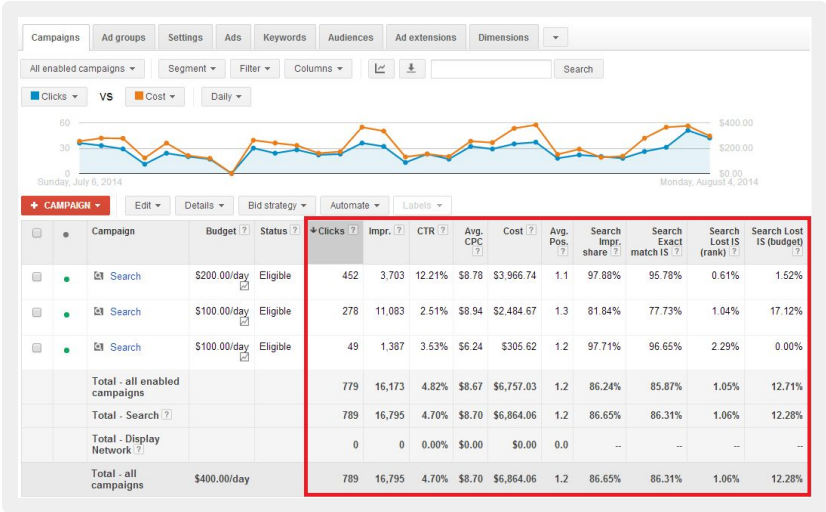 Campaigns Ad groups Settings Ads Keywords Audiences Ad extensions Dimensions
All enabled campaigns Segment Filter Columns Search
Clicks VS Cost Daily
60 $400.00
30 $200.00
0 $0.00
Sunday, July 6, 2014 Monday, August 4, 2014
+ CAMPAIGN Edit Details Bid strategy Automate Labels
Campaign Budget ? Status ? Clicks ? Impr. ? CTR ? Avg. CPC ? Cost ? Avg. Pos. ? Search Impr. share ? Search Exact match IS ? Search Lost IS (rank) ? Search Lost IS (budget) ?
Search $200.00/day Eligible 452 3,703 12.21% $8.78 $3,966.74 1.1 97.88% 95.78% 0.61% 1.52%
Search $100.00/day Eligible 278 11,083 2.51% $8.94 $2,484.67 1.3 81.84% 77.73% 1.04% 17.12%
Search $100.00/day Eligible 49 1,387 3.53% $6.24 $305.62 1.2 97.71% 96.65% 2.29% 0.00%
Total - all enabled campaigns 779 16,173 4.82% $8.67 $6,757.03 1.2 86.24% 85.87% 1.05% 12.71%
Total - Search ? 789 16,795 4.70% $8.70 $6,864.06 1.2 86.65% 86.31% 1.06% 12.28%
Total - Display Network ? 0 0 0.00% $0.00 $0.00 0.0 -- -- -- --
Total - all campaigns $400.00/day 789 16,795 4.70% $8.70 $6,864.06 1.2 86.65% 86.31% 1.06% 12.28%